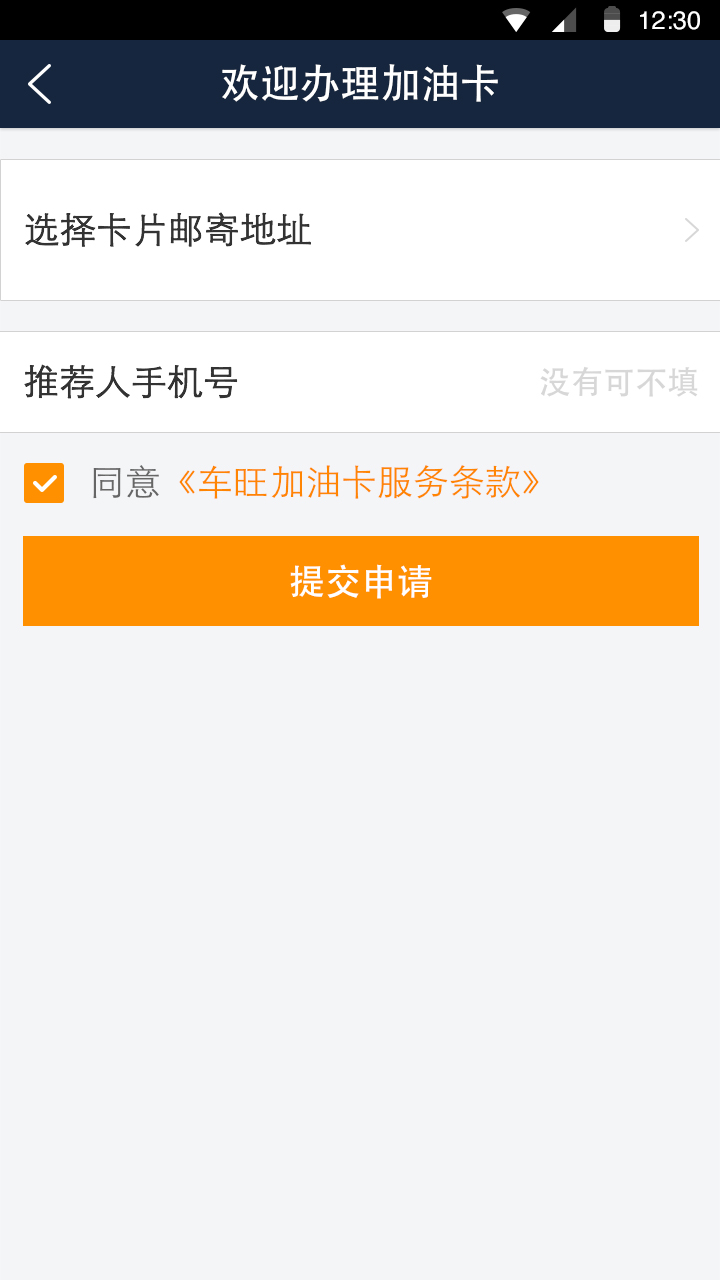 12:30
欢迎办理加油卡
选择卡片邮寄地址
推荐人手机号 没有可不填
同意《车旺加油卡服务条款》
提交申请